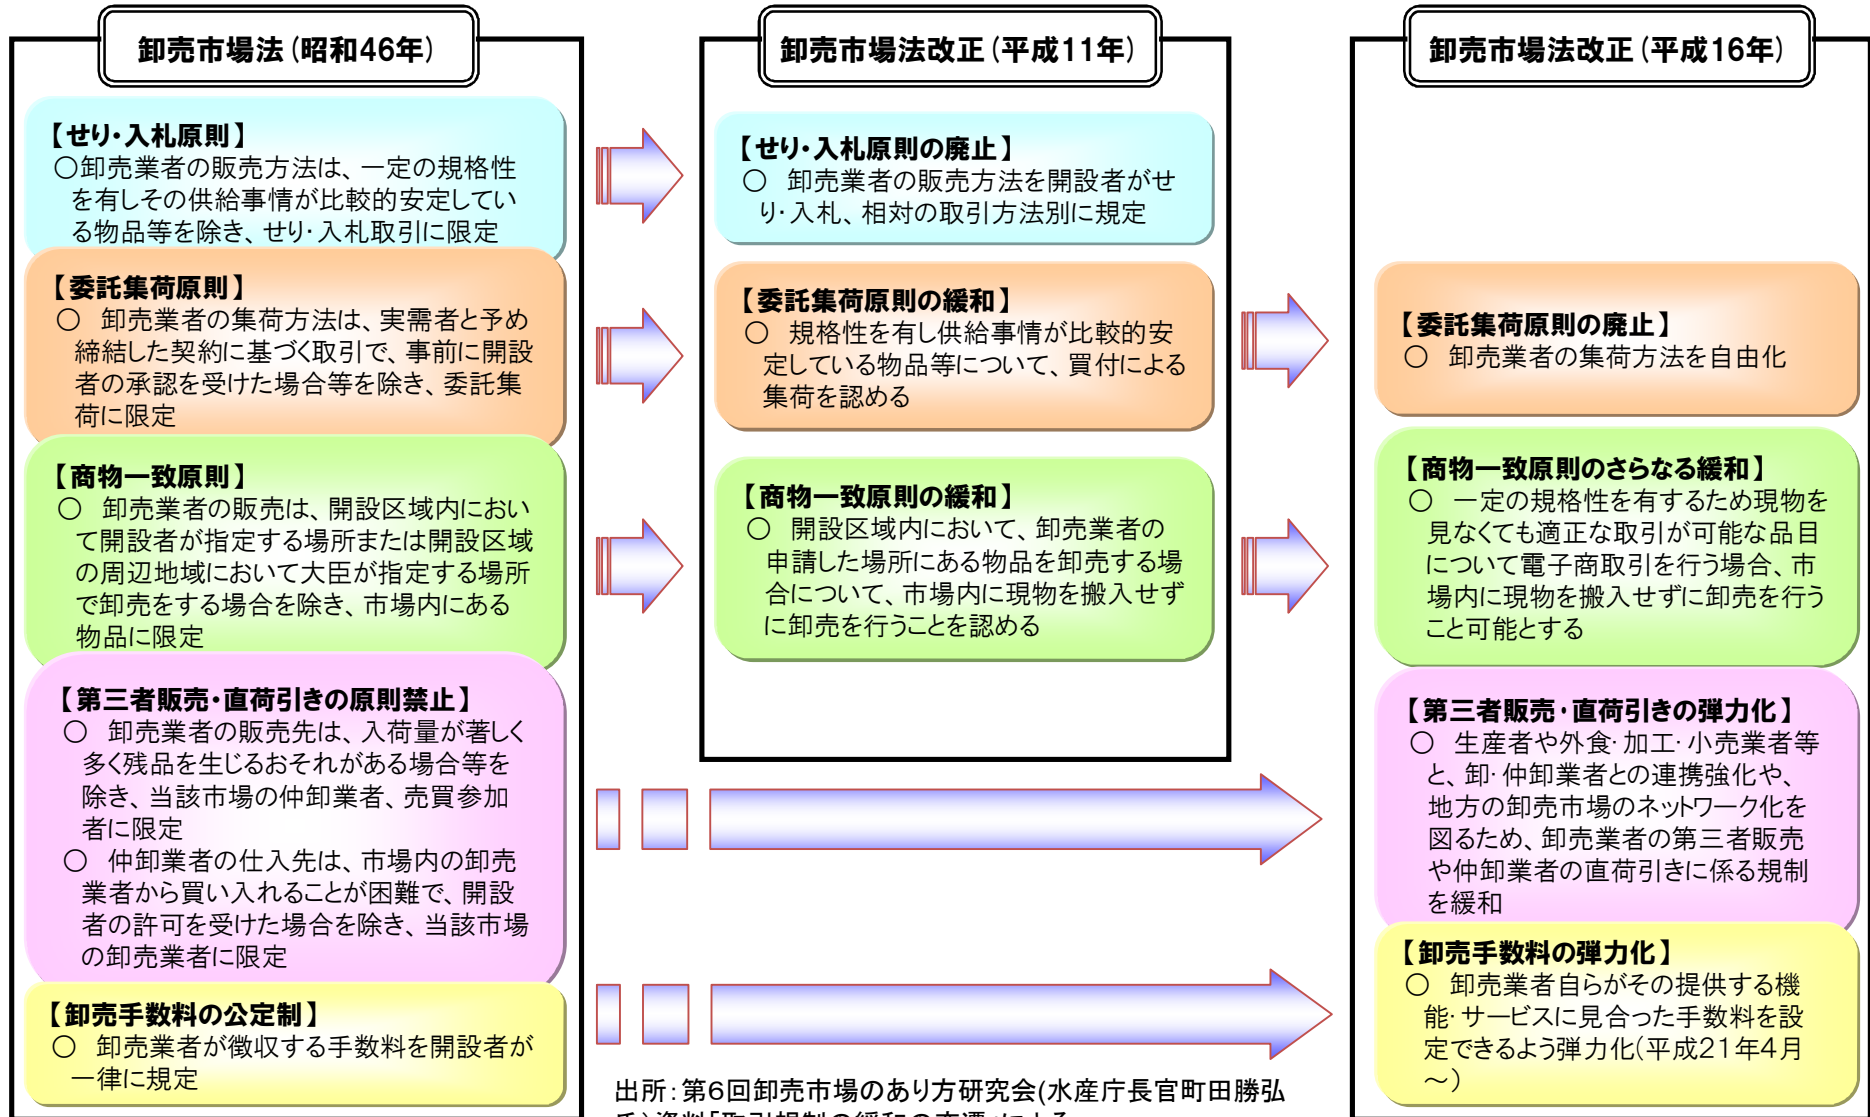 卸売市場法(昭和46年)
【せり・入札原則】
○卸売業者の販売方法は、一定の規格性
を有しその供給事情が比較的安定してい
る物品等を除き、せり・入札取引に限定
【委託集荷原則】
○ 卸売業者の集荷方法は、実需者と予め
締結した契約に基づく取引で、事前に開設
者の承認を受けた場合等を除き、委託集
荷に限定
【商物一致原則】
○ 卸売業者の販売は、開設区域内におい
て開設者が指定する場所または開設区域
の周辺地域において大臣が指定する場所
で卸売をする場合を除き、市場内にある
物品に限定
【第三者販売・直荷引きの原則禁止】
○ 卸売業者の販売先は、入荷量が著しく
多く残品を生じるおそれがある場合等を
除き、当該市場の仲卸業者、売買参加
者に限定
○ 仲卸業者の仕入先は、市場内の卸売
業者から買い入れることが困難で、開設
者の許可を受けた場合を除き、当該市場
の卸売業者に限定
【卸売手数料の公定制】
○ 卸売業者が徴収する手数料を開設者が
一律に規定
卸売市場法改正(平成11年)
【せり・入札原則の廃止】
○ 卸売業者の販売方法を開設者がせ
り・入札、相対の取引方法別に規定
【委託集荷原則の緩和】
○ 規格性を有し供給事情が比較的安
定している物品等について、買付による
集荷を認める
【商物一致原則の緩和】
○ 開設区域内において、卸売業者の
申請した場所にある物品を卸売する場
合について、市場内に現物を搬入せず
に卸売を行うことを認める
卸売市場法改正(平成16年)
【委託集荷原則の廃止】
○ 卸売業者の集荷方法を自由化
【商物一致原則のさらなる緩和】
○ 一定の規格性を有するため現物を
見なくても適正な取引が可能な品目
について電子商取引を行う場合、市
場内に現物を搬入せずに卸売を行う
こと可能とする
【第三者販売・直荷引きの弾力化】
○ 生産者や外食・加工・小売業者等
と、卸・仲卸業者との連携強化や、
地方の卸売市場のネットワーク化を
図るため、卸売業者の第三者販売
や仲卸業者の直荷引きに係る規制
を緩和
【卸売手数料の弾力化】
○ 卸売業者自らがその提供する機
能・サービスに見合った手数料を設
定できるよう弾力化(平成21年4月
～)
出所:第6回卸売市場のあり方研究会(水産庁長官町田勝弘